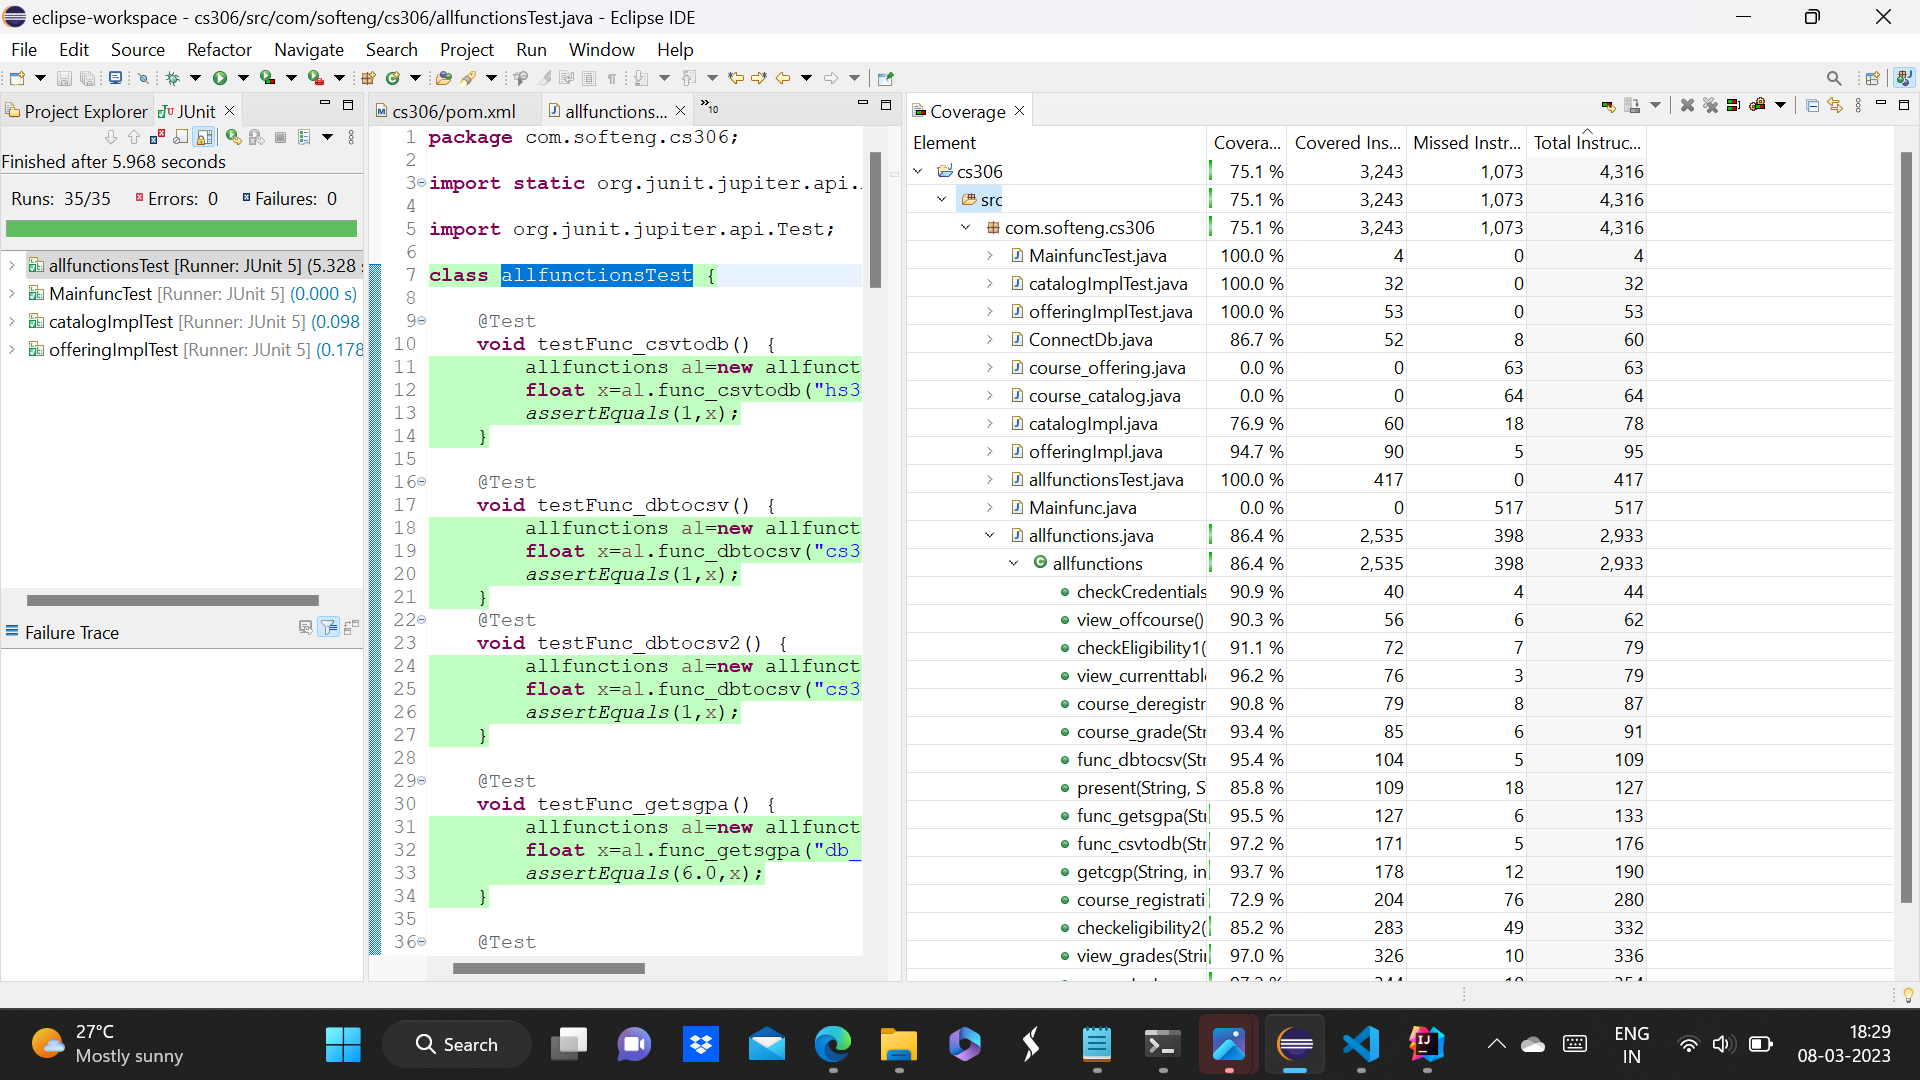 eclipse-workspace - cs306/src/com/softeng/cs306/allfunctionsTest.java - Eclipse IDE
File Edit Source Refactor Navigate Search Project Run Window Help
Project Explorer JUnit
Finished after 5.968 seconds
Runs: 35/35 Errors: 0 Failures: 0
allfunctionsTest [Runner: JUnit 5] (5.328 s
MainfuncTest [Runner: JUnit 5] (0.000 s)
catalogImplTest [Runner: JUnit 5] (0.098
offeringImplTest [Runner: JUnit 5] (0.178
Failure Trace
cs306/pom.xml allfunctions... »10
1 package com.softeng.cs306;
2
3 import static org.junit.jupiter.api.
4
5 import org.junit.jupiter.api.Test;
6
7 class allfunctionsTest {
8
9 @Test
10 void testFunc_csvtodb() {
11 allfunctions al=new allfunct
12 float x=al.func_csvtodb("hs3
13 assertEquals(1,x);
14 }
15
16 @Test
17 void testFunc_dbtocsv() {
18 allfunctions al=new allfunct
19 float x=al.func_dbtocsv("cs3
20 assertEquals(1,x);
21 }
22 @Test
23 void testFunc_dbtocsv2() {
24 allfunctions al=new allfunct
25 float x=al.func_dbtocsv("cs3
26 assertEquals(1,x);
27 }
28
29 @Test
30 void testFunc_getsgpa() {
31 allfunctions al=new allfunct
32 float x=al.func_getsgpa("db_
33 assertEquals(6.0,x);
34 }
35
36 @Test
Coverage
Element Covera... Covered Ins... Missed Instr... Total Instruc...
cs306 75.1 % 3,243 1,073 4,316
src 75.1 % 3,243 1,073 4,316
com.softeng.cs306 75.1 % 3,243 1,073 4,316
MainfuncTest.java 100.0 % 4 0 4
catalogImplTest.java 100.0 % 32 0 32
offeringImplTest.java 100.0 % 53 0 53
ConnectDb.java 86.7 % 52 8 60
course_offering.java 0.0 % 0 63 63
course_catalog.java 0.0 % 0 64 64
catalogImpl.java 76.9 % 60 18 78
offeringImpl.java 94.7 % 90 5 95
allfunctionsTest.java 100.0 % 417 0 417
Mainfunc.java 0.0 % 0 517 517
allfunctions.java 86.4 % 2,535 398 2,933
allfunctions 86.4 % 2,535 398 2,933
checkCredentials 90.9 % 40 4 44
view_offcourse() 90.3 % 56 6 62
checkEligibility1( 91.1 % 72 7 79
view_currenttabl 96.2 % 76 3 79
course_deregistr 90.8 % 79 8 87
course_grade(Str 93.4 % 85 6 91
func_dbtocsv(Str 95.4 % 104 5 109
present(String, S 85.8 % 109 18 127
func_getsgpa(Str 95.5 % 127 6 133
func_csvtodb(Str 97.2 % 171 5 176
getcgp(String, in 93.7 % 178 12 190
course_registrati 72.9 % 204 76 280
checkeligibility2( 85.2 % 283 49 332
view_grades(Stri 97.0 % 326 10 336
27°C
Mostly sunny
Search
ENG
IN
18:29
08-03-2023